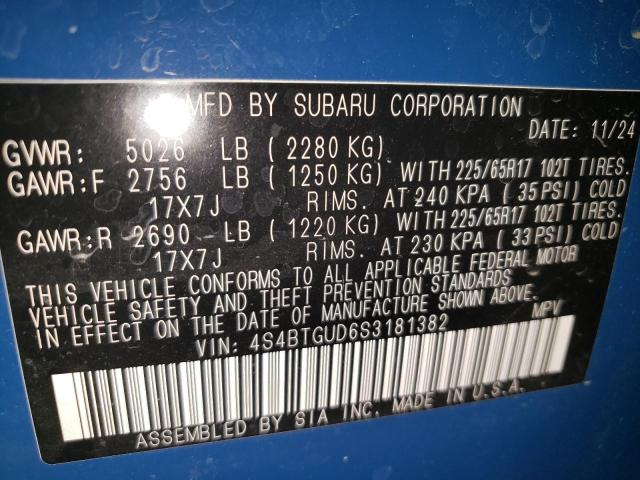 MFD BY SUBARU CORPORATION
DATE: 11/24
GVWR: 5026 LB ( 2280 KG)
GAWR:F 2756 LB ( 1250 KG) WITH 225/65R17 102T TIRES.
17X7J RIMS. AT 240 KPA ( 35 PSI) COLD
GAWR:R 2690 LB ( 1220 KG) WITH 225/65R17 102T TIRES.
17X7J RIMS. AT 230 KPA ( 33 PSI) COLD
THIS VEHICLE CONFORMS TO ALL APPLICABLE FEDERAL MOTOR
VEHICLE SAFETY AND THEFT PREVENTION STANDARDS
IN EFFECT ON THE DATE OF MANUFACTURE SHOWN ABOVE.
VIN: 4S4BTGUD6S3181382 MPV
ASSEMBLED BY SIA INC. MADE IN U.S.A.